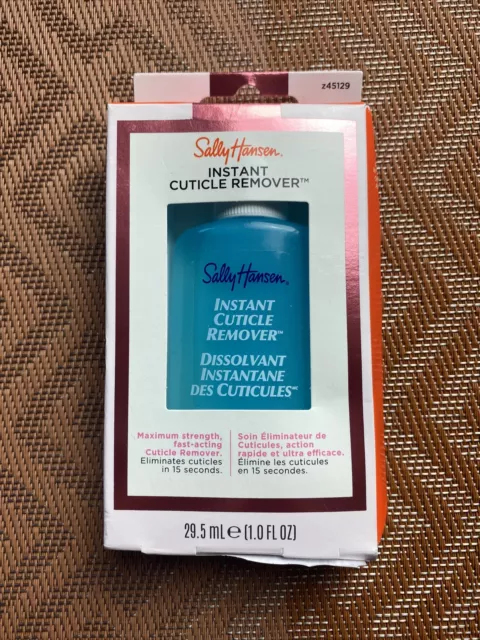 z45129
Sally Hansen.
INSTANT
CUTICLE REMOVER™
Sally Hansen®
INSTANT
CUTICLE
REMOVER™
DISSOLVANT
INSTANTANE
DES CUTICULES MC
Maximum strength,
fast-acting
Cuticle Remover.
Eliminates cuticles
in 15 seconds.
Soin Éliminateur de
Cuticules, action
rapide et ultra efficace.
Élimine les cuticules
en 15 secondes.
29.5 mL ℮ (1.0 FL OZ)